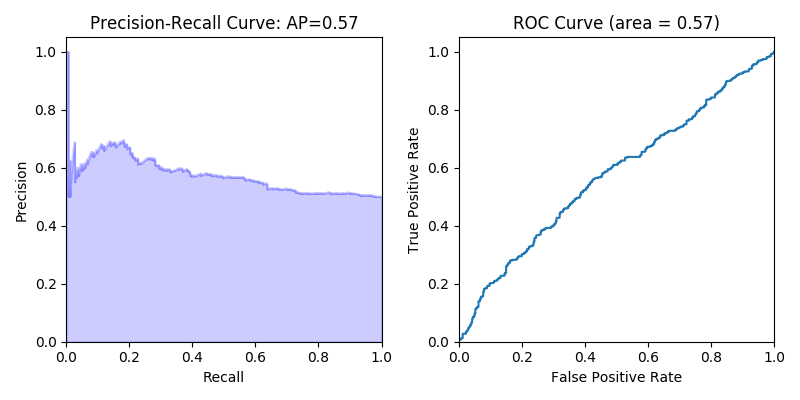 Precision-Recall Curve: AP=0.57
1.0
0.8
0.6
0.4
0.2
0.0
Precision
0.0 0.2 0.4 0.6 0.8 1.0
Recall
ROC Curve (area = 0.57)
1.0
0.8
0.6
0.4
0.2
0.0
True Positive Rate
0.0 0.2 0.4 0.6 0.8 1.0
False Positive Rate